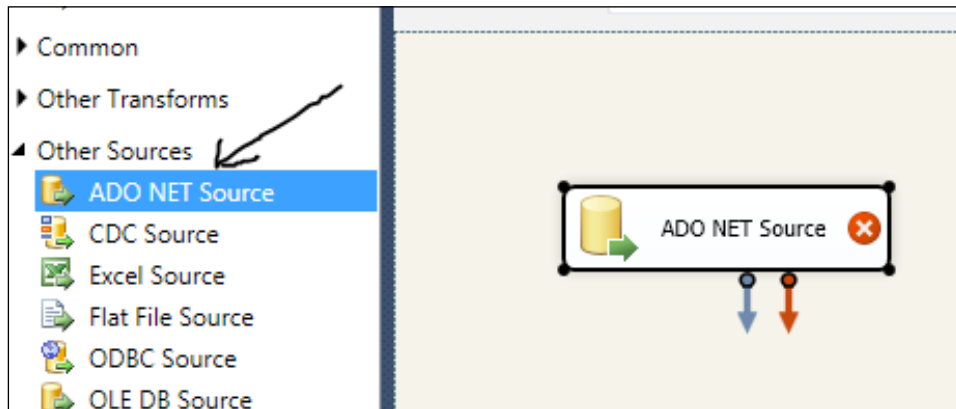 Common
Other Transforms
Other Sources
ADO NET Source
CDC Source
Excel Source
Flat File Source
ODBC Source
OLE DB Source
ADO NET Source